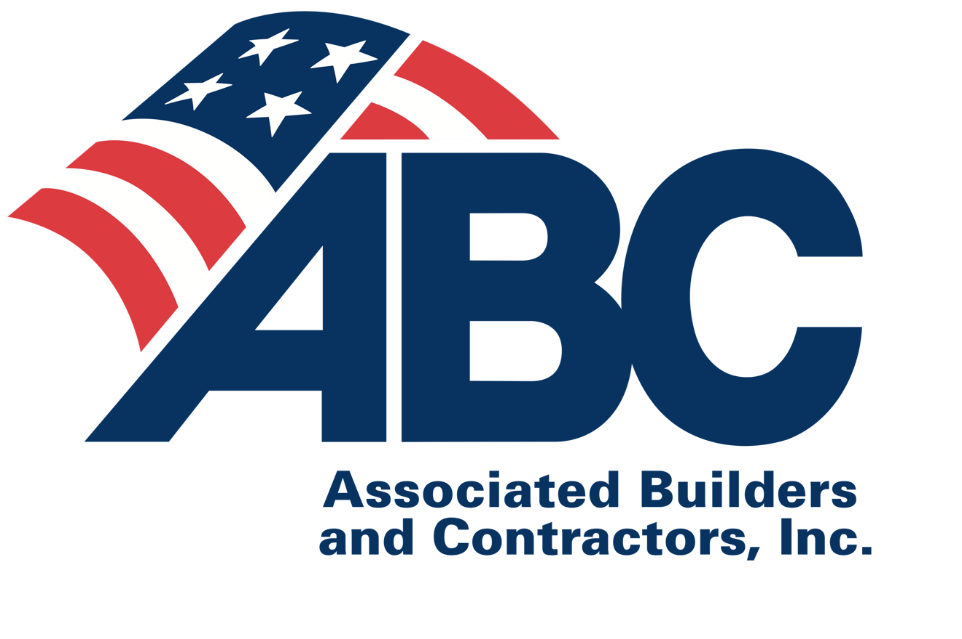 ABC
Associated Builders
and Contractors, Inc.